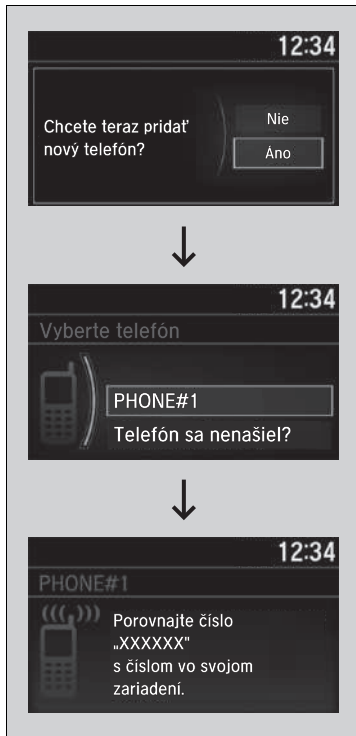 12:34
Chcete teraz pridať
nový telefón?
Nie
Áno
12:34
Vyberte telefón
PHONE#1
Telefón sa nenašiel?
12:34
PHONE#1
Porovnajte číslo
„XXXXXX"
s číslom vo svojom
zariadení.